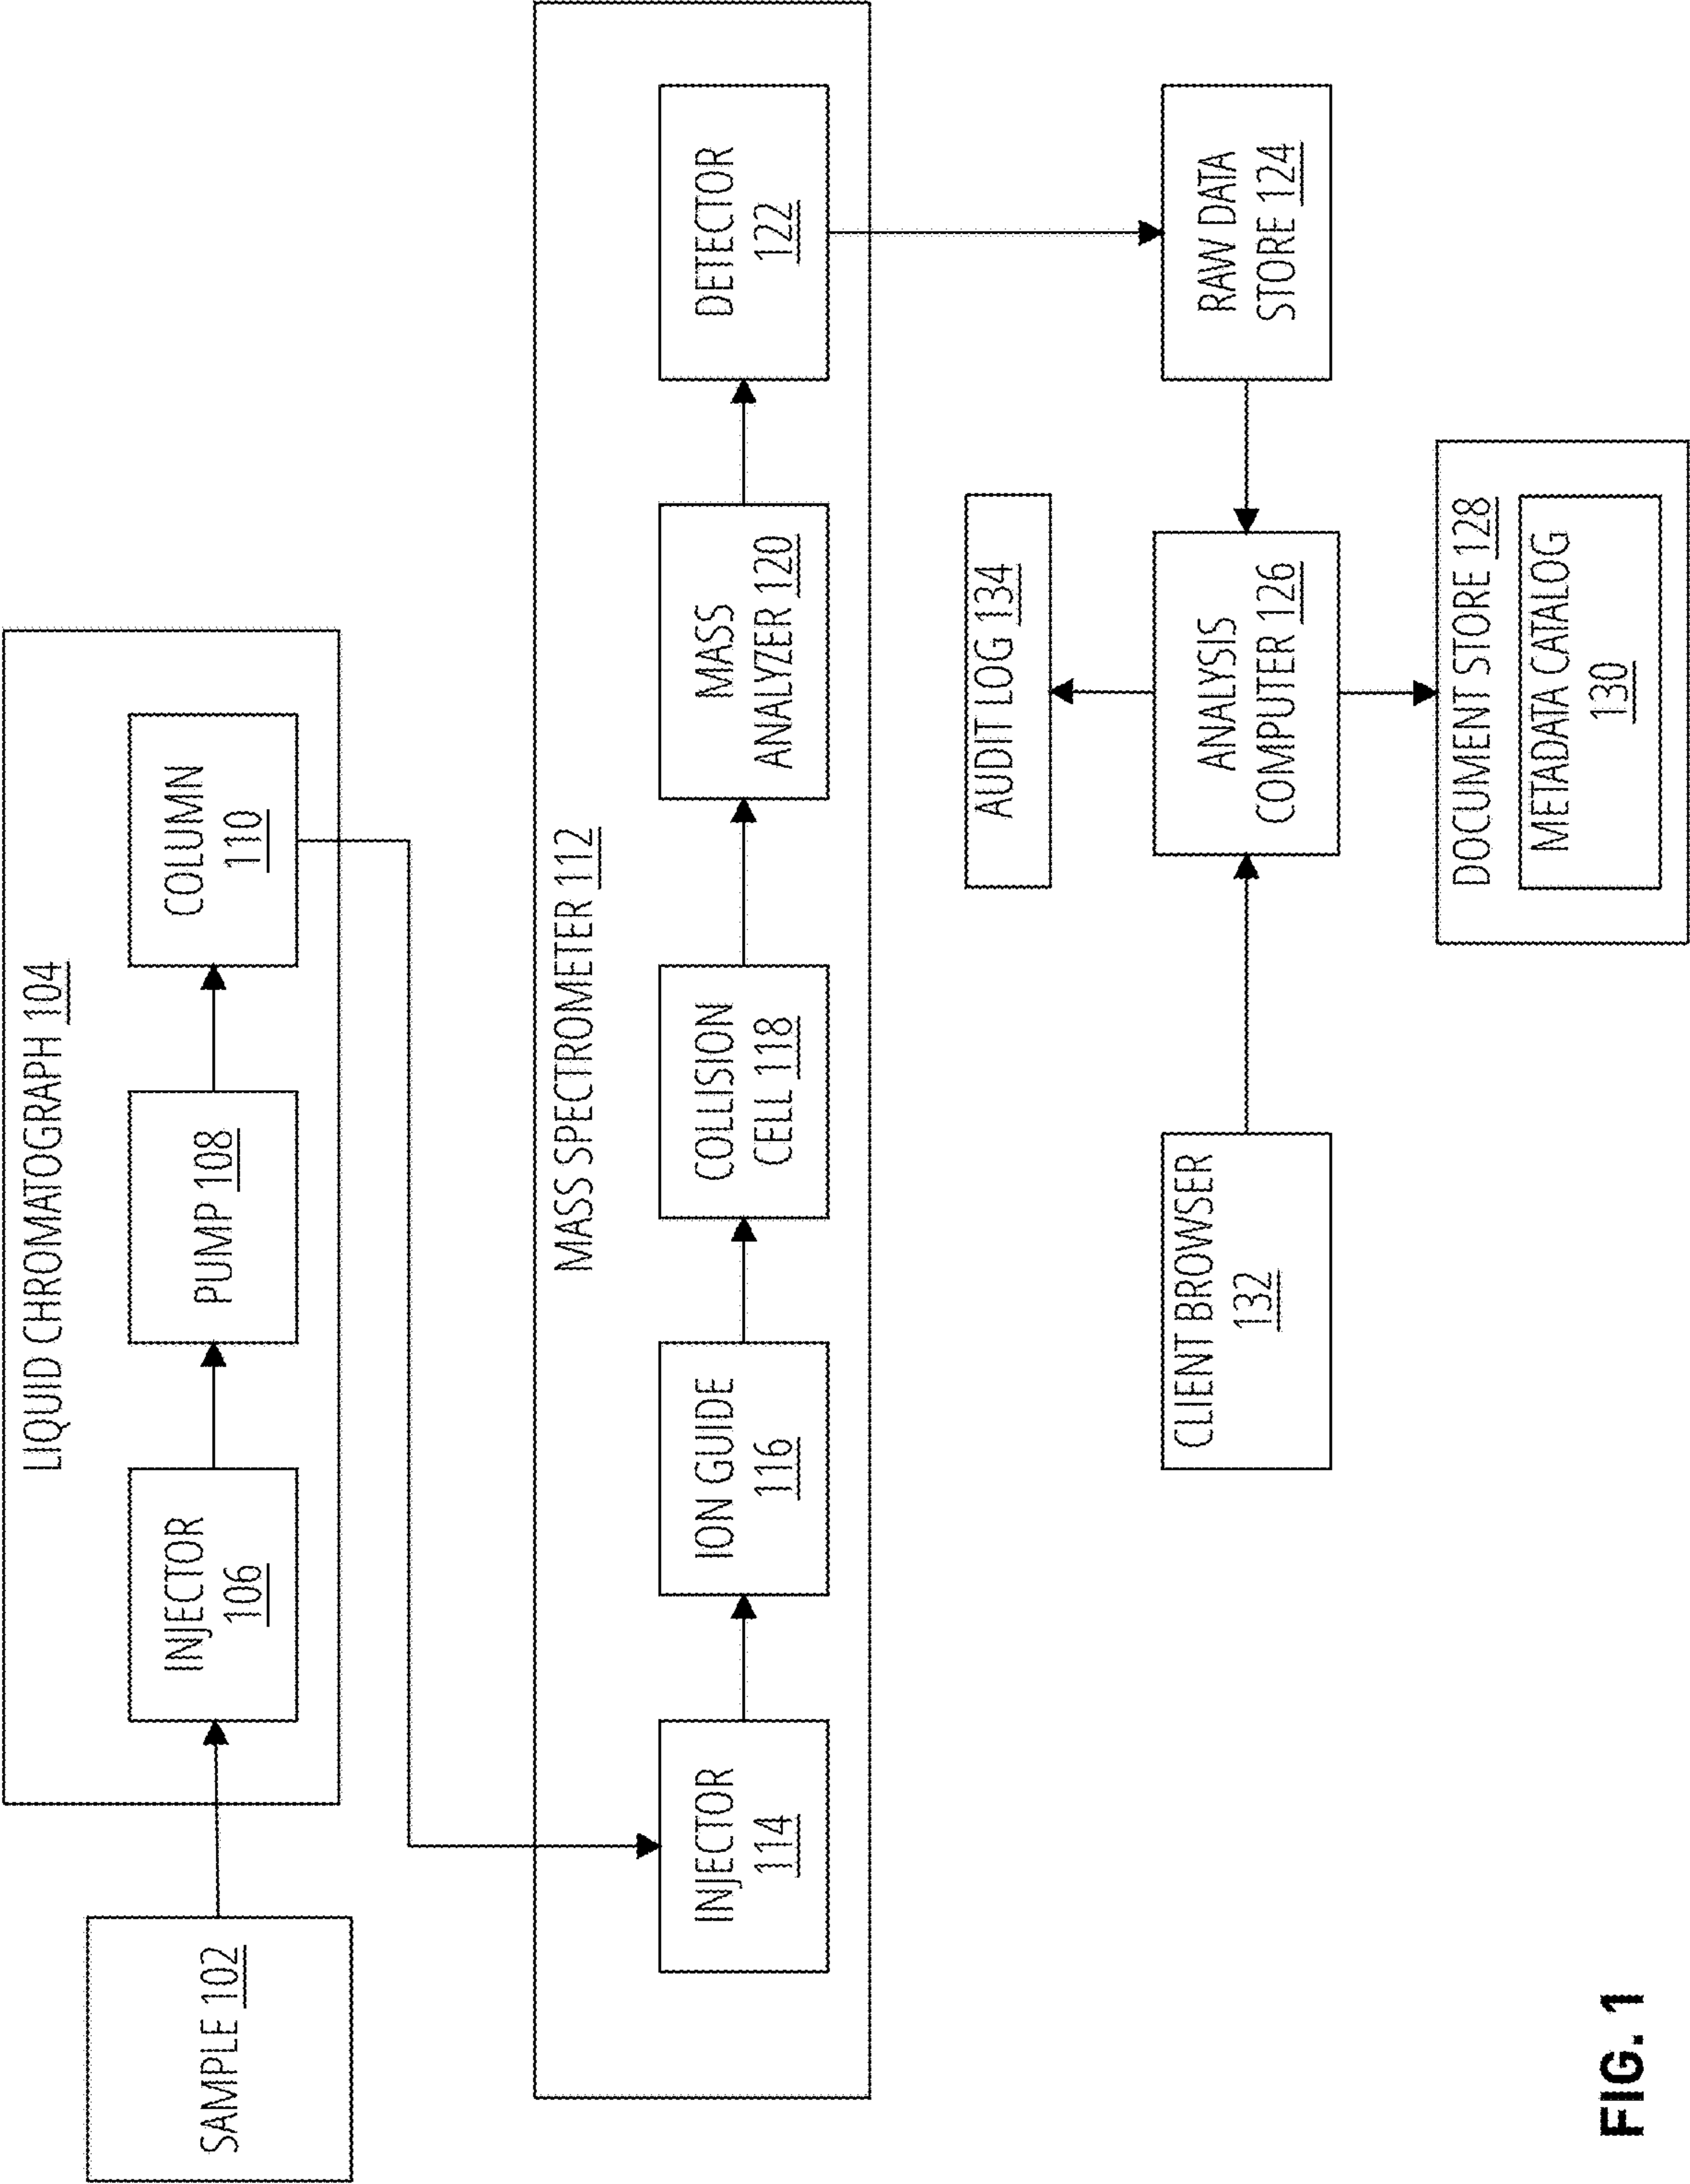 LIQUID CHROMATOGRAPH 104
SAMPLE 102
INJECTOR
106
PUMP 108
COLUMN
110
MASS SPECTROMETER 112
INJECTOR
114
ION GUIDE
116
COLLISION
CELL 118
MASS
ANALYZER 120
DETECTOR
122
AUDIT LOG 134
CLIENT BROWSER
132
ANALYSIS
COMPUTER 126
RAW DATA
STORE 124
DOCUMENT STORE 128
METADATA CATALOG
130
FIG. 1